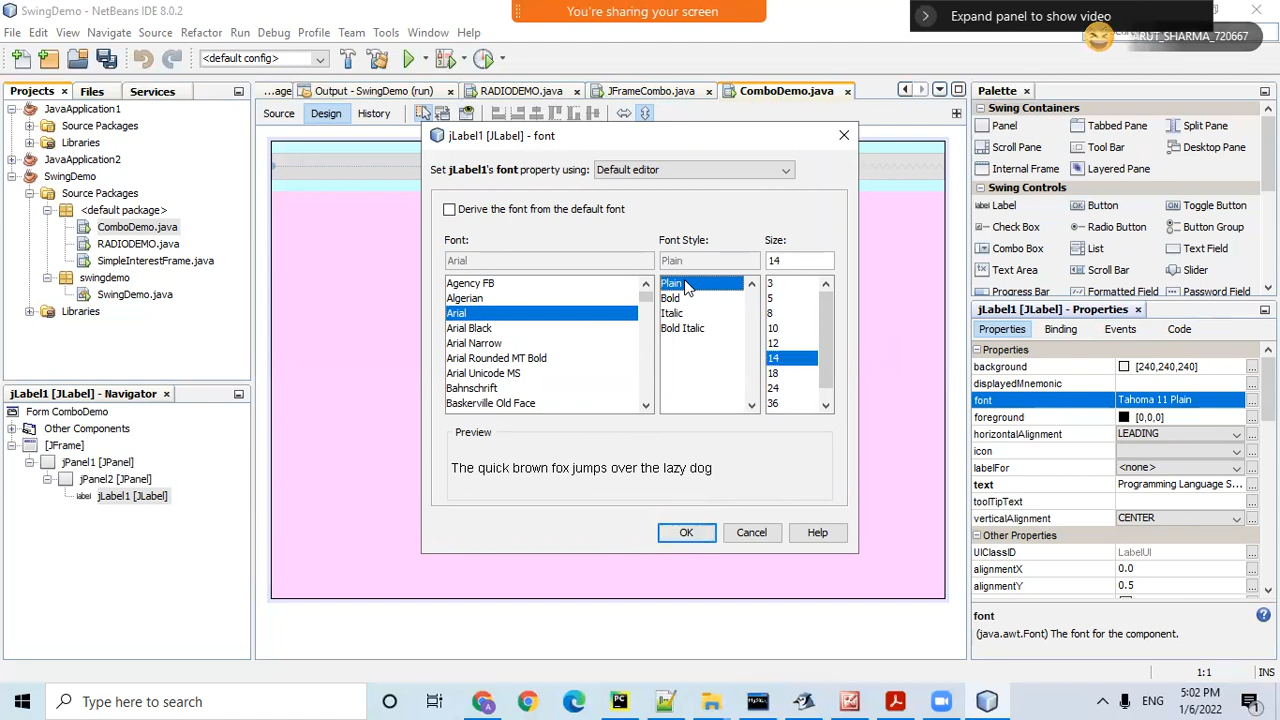 SwingDemo - NetBeans IDE 8.0.2
You're sharing your screen
Expand panel to show video
File Edit View Navigate Source Refactor Run Debug Profile Team Tools Window Help
RUT_SHARMA_720667
<default config>
Projects Files Services
...age Output - SwingDemo (run) RADIODEMO.java JFrameCombo.java ComboDemo.java
Source Design History
JavaApplication1
Source Packages
Libraries
JavaApplication2
SwingDemo
Source Packages
<default package>
ComboDemo.java
RADIODEMO.java
SimpleInterestFrame.java
swingdemo
SwingDemo.java
Libraries
jLabel1 [JLabel] - Navigator
Form ComboDemo
Other Components
[JFrame]
jPanel1 [JPanel]
jPanel2 [JPanel]
label jLabel1 [JLabel]
jLabel1 [JLabel] - font
Set jLabel1's font property using: Default editor
Derive the font from the default font
Font: Font Style: Size:
Arial Plain 14
Agency FB
Algerian
Arial
Arial Black
Arial Narrow
Arial Rounded MT Bold
Arial Unicode MS
Bahnschrift
Baskerville Old Face
Plain
Bold
Italic
Bold Italic
3
5
8
10
12
14
18
24
36
Preview
The quick brown fox jumps over the lazy dog
OK Cancel Help
Palette
Swing Containers
Panel Tabbed Pane Split Pane
Scroll Pane Tool Bar Desktop Pane
Internal Frame Layered Pane
Swing Controls
label Label Button Toggle Button
Check Box Radio Button Button Group
Combo Box List Text Field
Text Area Scroll Bar Slider
Progress Bar Formatted Field Password Field
jLabel1 [JLabel] - Properties
Properties Binding Events Code
Properties
background [240,240,240] ...
displayedMnemonic ...
font Tahoma 11 Plain ...
foreground [0,0,0] ...
horizontalAlignment LEADING ...
icon ...
labelFor <none> ...
text Programming Language S... ...
toolTipText ...
verticalAlignment CENTER ...
Other Properties
UIClassID LabelUI ...
alignmentX 0.0 ...
alignmentY 0.5 ...
font
(java.awt.Font) The font for the component.
1:1 INS
Type here to search
ENG
5:02 PM
1/6/2022
1